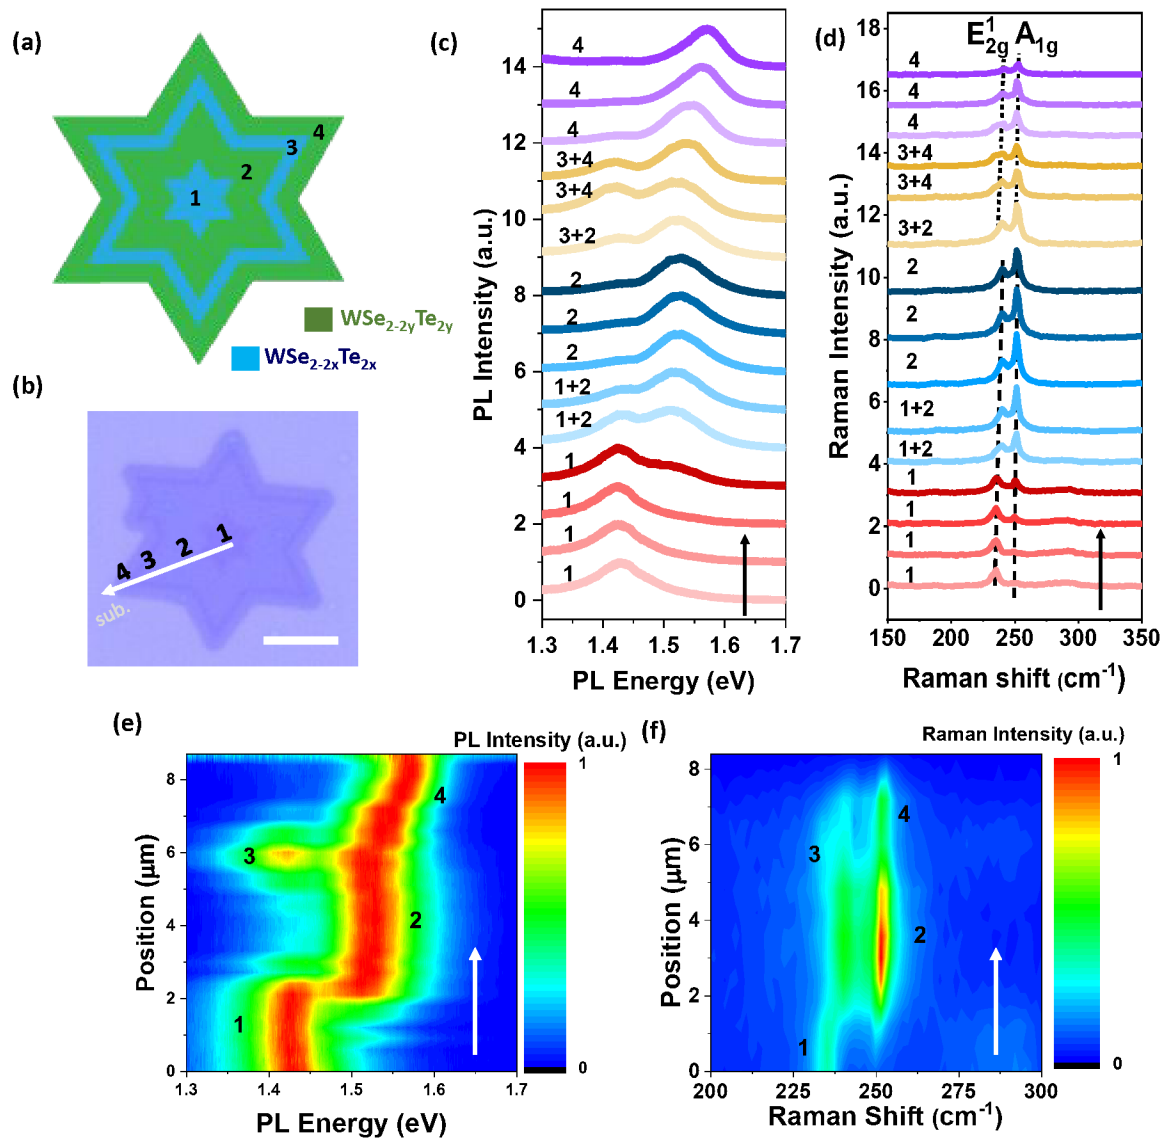 (a)
1
2
3
4
WSe2-2yTe2y
WSe2-2xTe2x
(b)
4 3 2 1
sub.
(c)
PL Intensity (a.u.)
14
12
10
8
6
4
2
0
4
4
4
3+4
3+4
3+2
2
2
2
1+2
1+2
1
1
1
1
1.3 1.4 1.5 1.6 1.7
PL Energy (eV)
(d)
E¹2g A1g
Raman Intensity (a.u.)
18
16
14
12
10
8
6
4
2
0
4
4
4
3+4
3+4
3+2
2
2
2
1+2
1+2
1
1
1
1
150 200 250 300 350
Raman shift (cm-1)
(e)
PL Intensity (a.u.)
1
0
Position (μm)
8
6
4
2
0
4
3
2
1
1.3 1.4 1.5 1.6 1.7
PL Energy (eV)
(f)
Raman Intensity (a.u.)
1
0
Position (μm)
8
6
4
2
0
4
3
2
1
200 225 250 275 300
Raman Shift (cm-1)